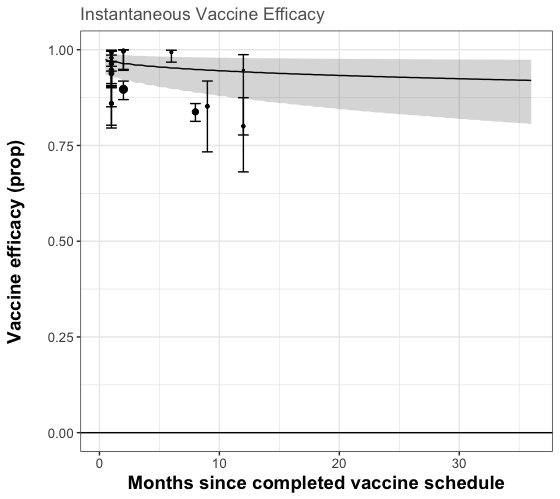 Instantaneous Vaccine Efficacy
1.00
0.75
0.50
0.25
0.00
Vaccine efficacy (prop)
0 10 20 30
Months since completed vaccine schedule